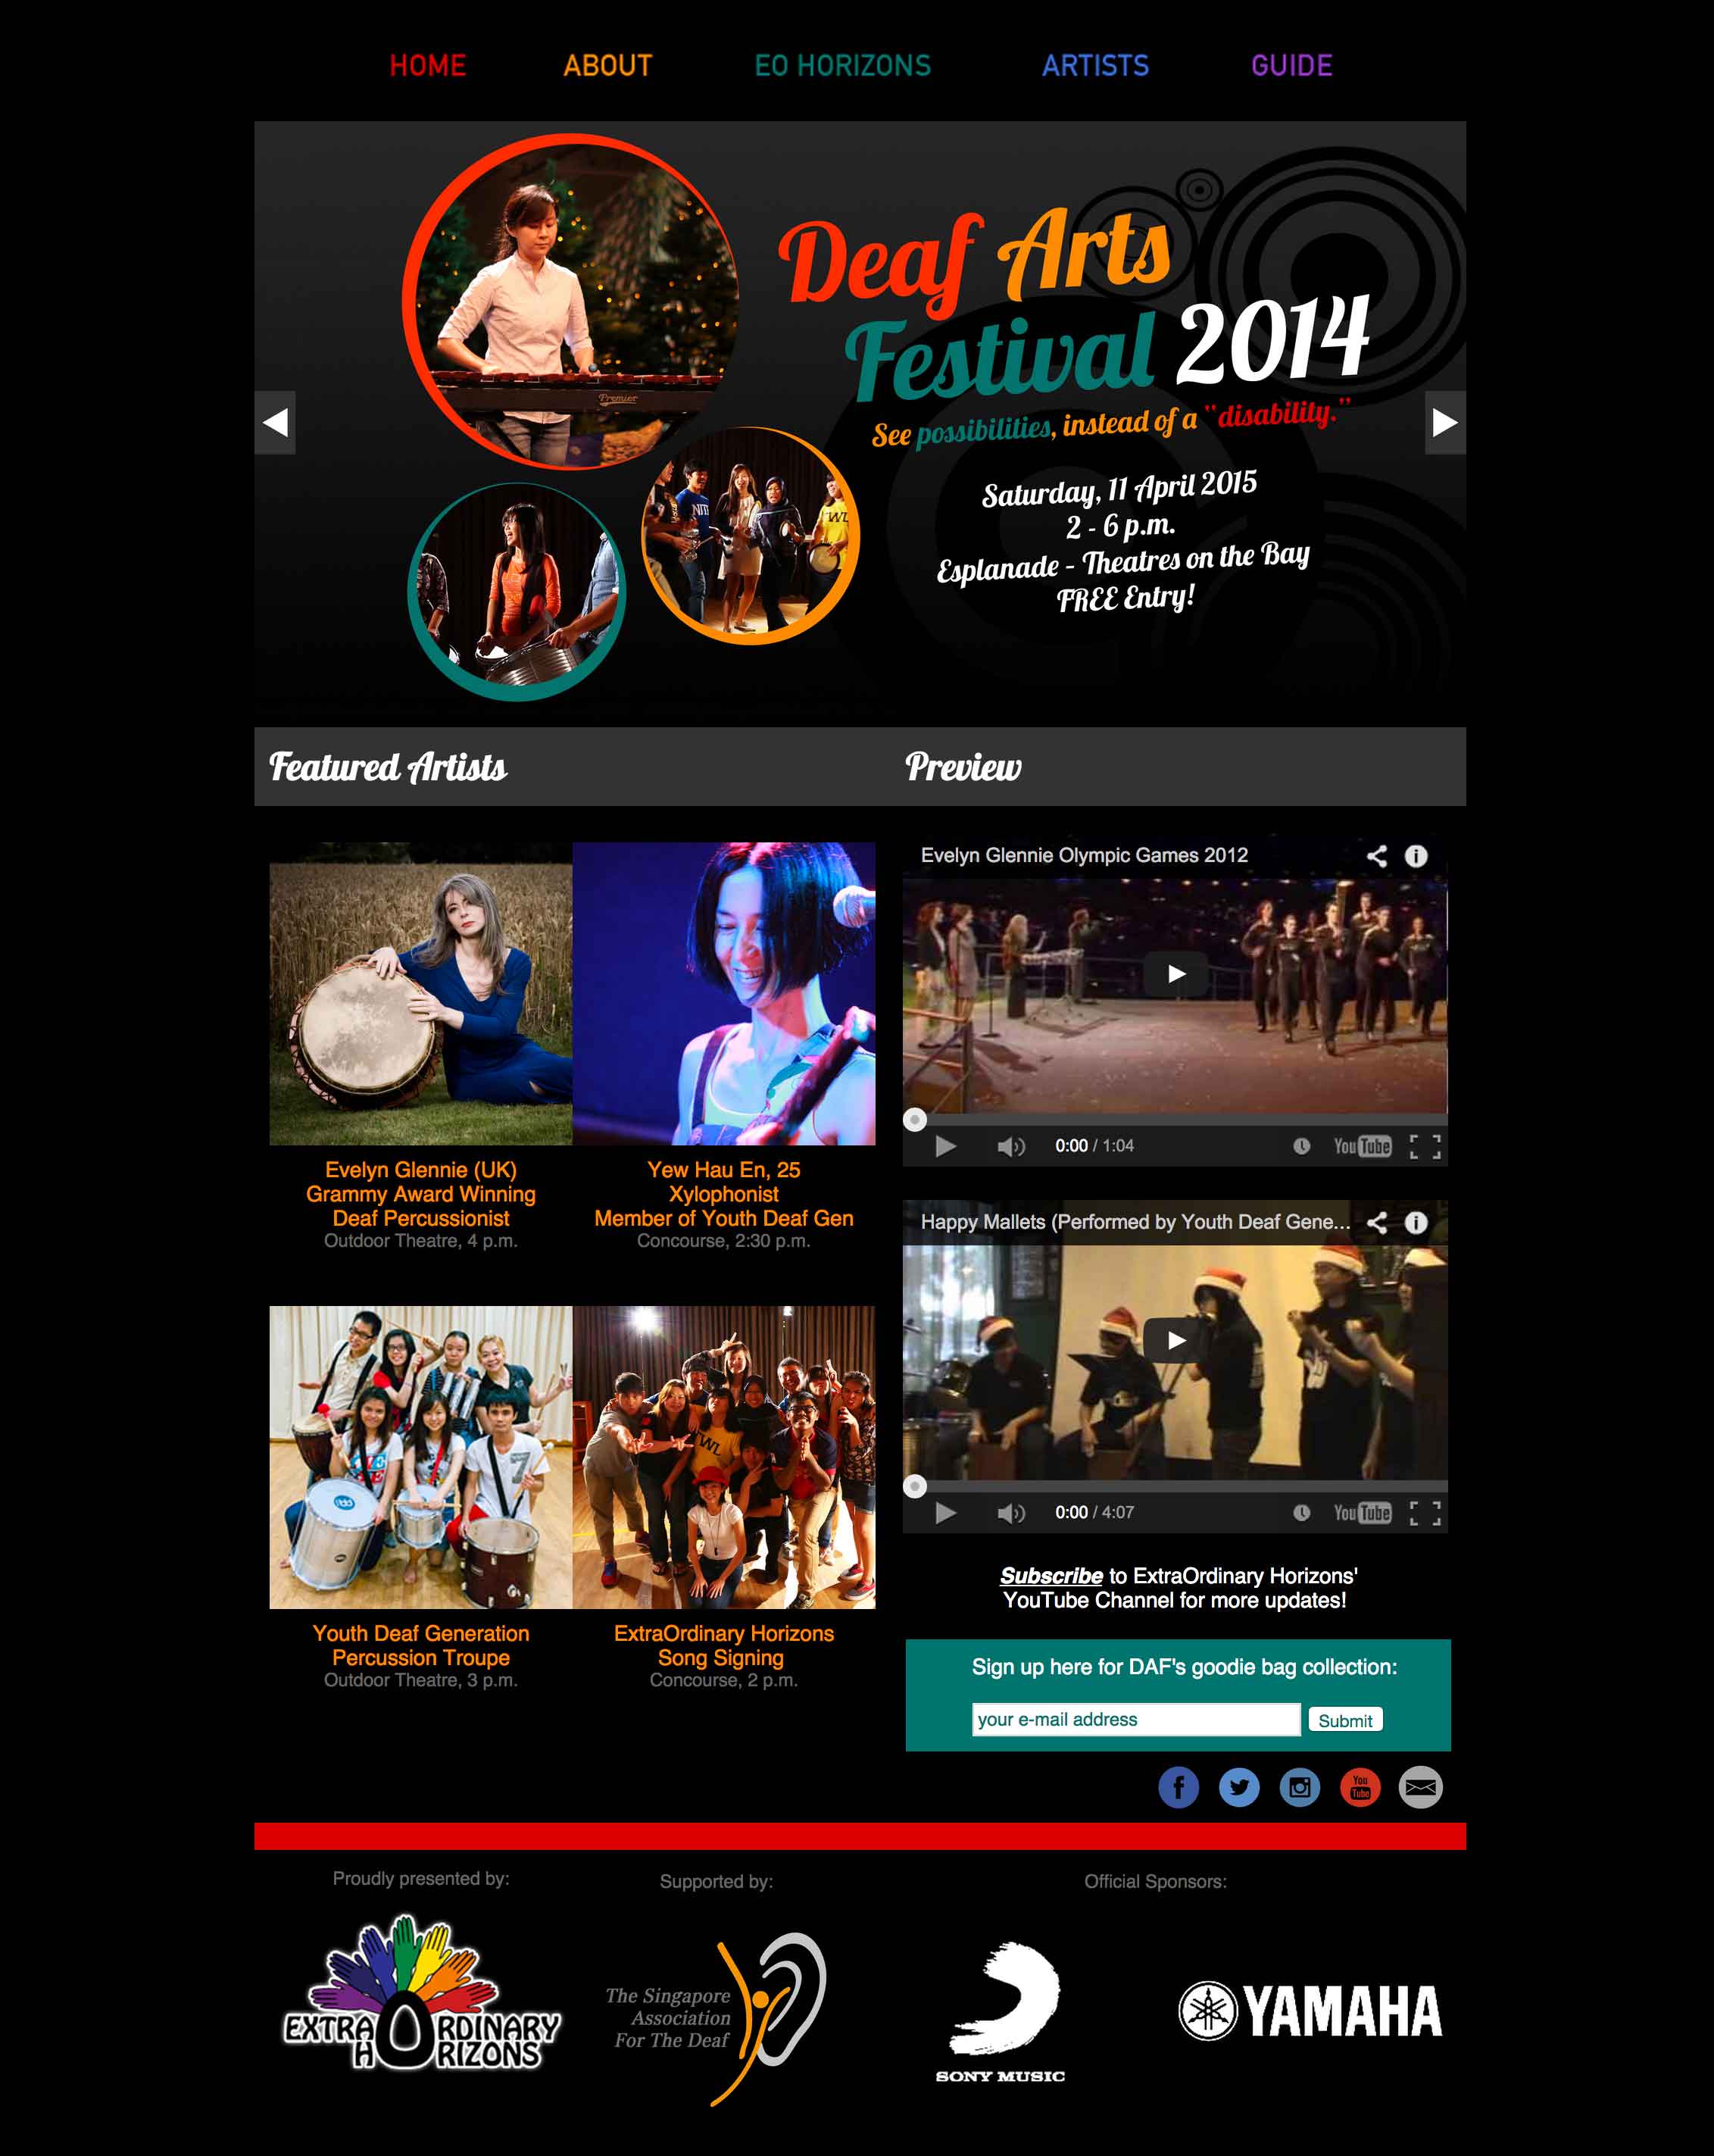 HOME
ABOUT
EO HORIZONS
ARTISTS
GUIDE
Premier
Deaf Arts
Festival 2014
See possibilities, instead of a "disability."
Saturday, 11 April 2015
2 - 6 p.m.
Esplanade - Theatres on the Bay
FREE Entry!
Featured Artists
Preview
Evelyn Glennie (UK)
Grammy Award Winning
Deaf Percussionist
Outdoor Theatre, 4 p.m.
Yew Hau En, 25
Xylophonist
Member of Youth Deaf Gen
Concourse, 2:30 p.m.
Youth Deaf Generation
Percussion Troupe
Outdoor Theatre, 3 p.m.
ExtraOrdinary Horizons
Song Signing
Concourse, 2 p.m.
Evelyn Glennie Olympic Games 2012
0:00 / 1:04
YouTube
Happy Mallets (Performed by Youth Deaf Gene...
0:00 / 4:07
YouTube
Subscribe to ExtraOrdinary Horizons'
YouTube Channel for more updates!
Sign up here for DAF's goodie bag collection:
your e-mail address
Submit
You
Tube
Proudly presented by:
EXTRAORDINARY
HORIZONS
Supported by:
The Singapore
Association
For The Deaf
Official Sponsors:
SONY MUSIC
YAMAHA